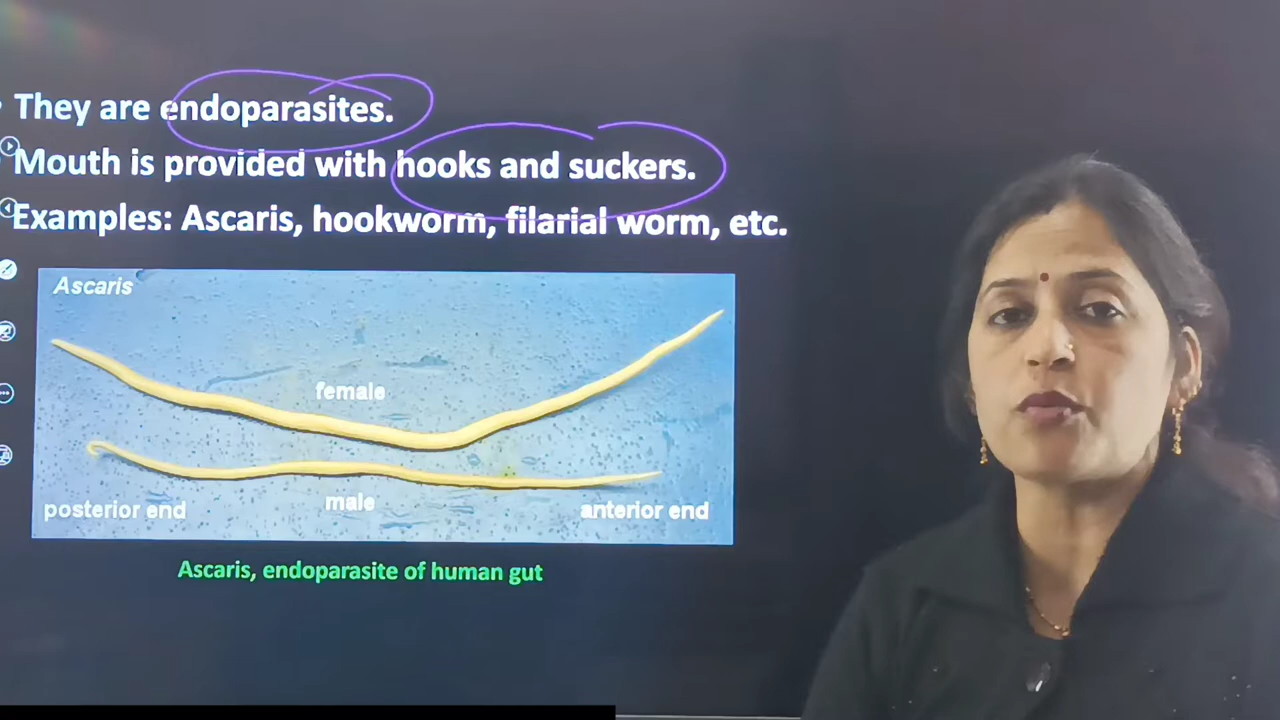 They are endoparasites.
Mouth is provided with hooks and suckers.
Examples: Ascaris, hookworm, filarial worm, etc.
Ascaris
female
male
posterior end
anterior end
Ascaris, endoparasite of human gut